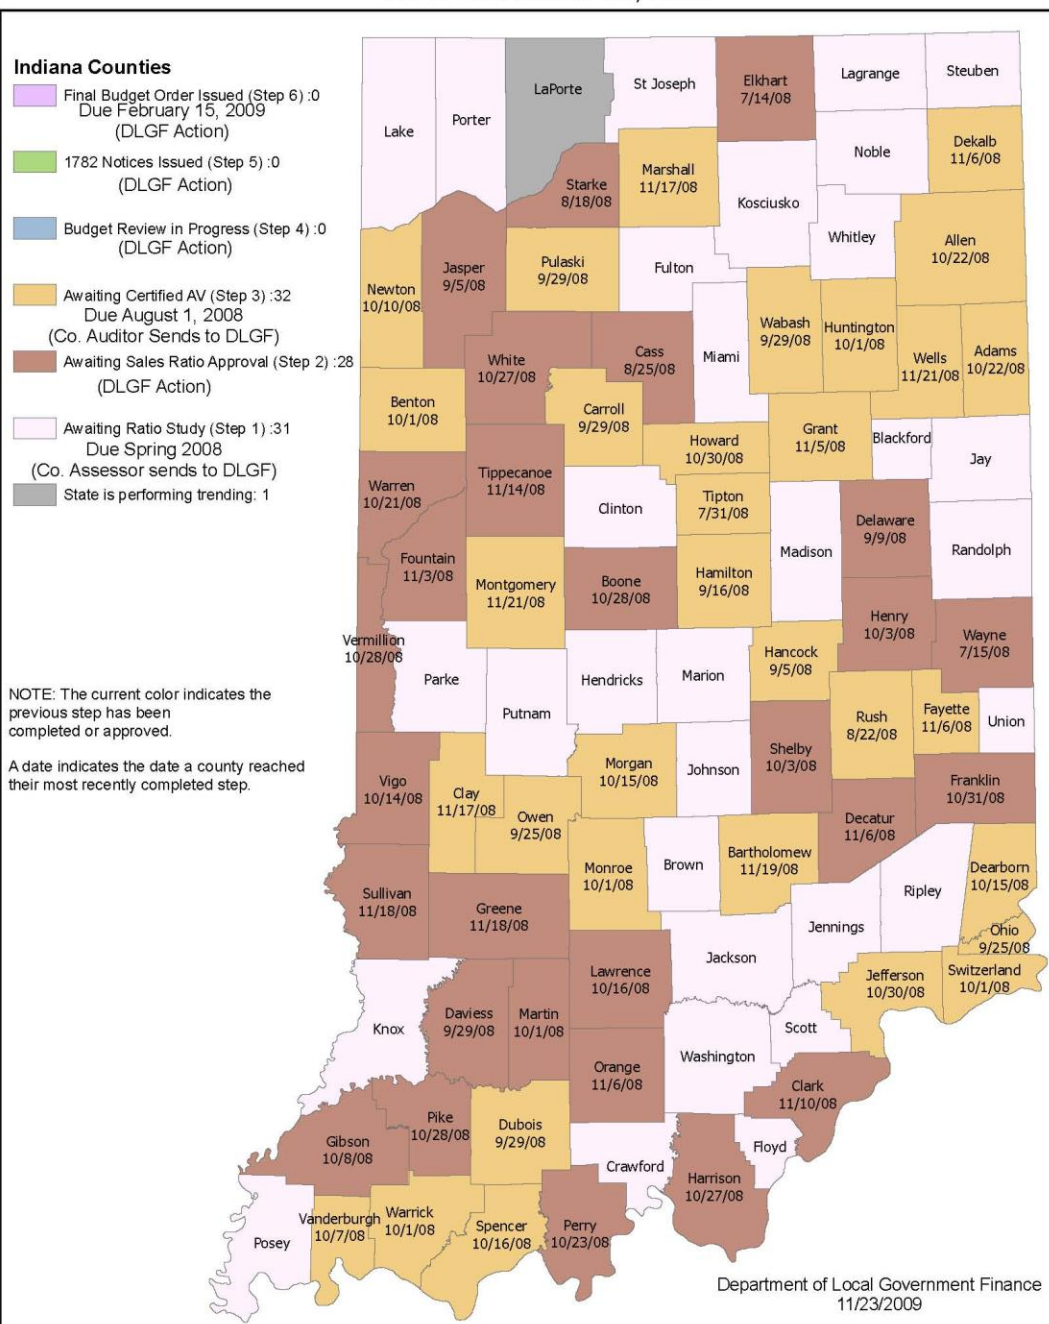 Indiana Counties
Final Budget Order Issued (Step 6) :0
Due February 15, 2009
(DLGF Action)
1782 Notices Issued (Step 5) :0
(DLGF Action)
Budget Review in Progress (Step 4) :0
(DLGF Action)
Awaiting Certified AV (Step 3) :32
Due August 1, 2008
(Co. Auditor Sends to DLGF)
Awaiting Sales Ratio Approval (Step 2) :28
(DLGF Action)
Awaiting Ratio Study (Step 1) :31
Due Spring 2008
(Co. Assessor sends to DLGF)
State is performing trending: 1
NOTE: The current color indicates the
previous step has been
completed or approved.
A date indicates the date a county reached
their most recently completed step.
Lake
Porter
LaPorte
St Joseph
Elkhart
7/14/08
Lagrange
Steuben
Noble
Dekalb
11/6/08
Starke
8/18/08
Marshall
11/17/08
Kosciusko
Whitley
Allen
10/22/08
Newton
10/10/08
Jasper
9/5/08
Pulaski
9/29/08
Fulton
Miami
Wabash
9/29/08
Huntington
10/1/08
Wells
11/21/08
Adams
10/22/08
White
10/27/08
Cass
8/25/08
Benton
10/1/08
Carroll
9/29/08
Howard
10/30/08
Grant
11/5/08
Blackford
Jay
Warren
10/21/08
Tippecanoe
11/14/08
Clinton
Tipton
7/31/08
Madison
Delaware
9/9/08
Randolph
Fountain
11/3/08
Montgomery
11/21/08
Boone
10/28/08
Hamilton
9/16/08
Henry
10/3/08
Wayne
7/15/08
Vermillion
10/28/08
Parke
Putnam
Hendricks
Marion
Hancock
9/5/08
Rush
8/22/08
Fayette
11/6/08
Union
Vigo
10/14/08
Clay
11/17/08
Owen
9/25/08
Morgan
10/15/08
Johnson
Shelby
10/3/08
Decatur
11/6/08
Franklin
10/31/08
Sullivan
11/18/08
Greene
11/18/08
Monroe
10/1/08
Brown
Bartholomew
11/19/08
Jennings
Ripley
Dearborn
10/15/08
Ohio
9/25/08
Knox
Daviess
9/29/08
Martin
10/1/08
Lawrence
10/16/08
Jackson
Jefferson
10/30/08
Switzerland
10/1/08
Orange
11/6/08
Washington
Scott
Clark
11/10/08
Gibson
10/8/08
Pike
10/28/08
Dubois
9/29/08
Crawford
Harrison
10/27/08
Floyd
Posey
Vanderburgh
10/7/08
Warrick
10/1/08
Spencer
10/16/08
Perry
10/23/08
Department of Local Government Finance
11/23/2009